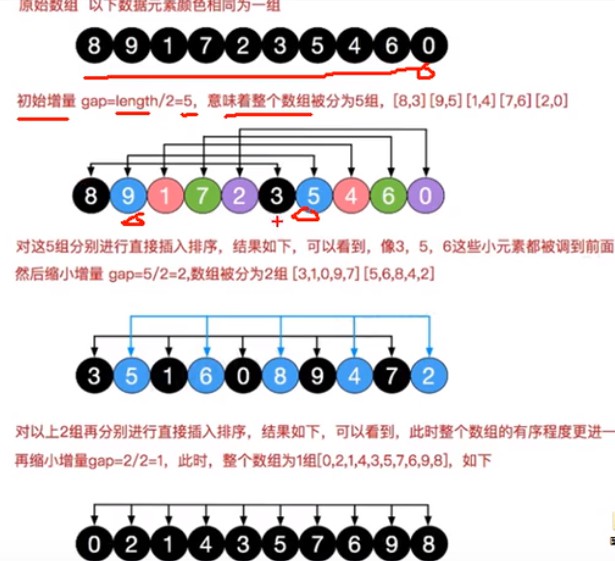 原始数组 以下数据元素颜色相同为一组
8 9 1 7 2 3 5 4 6 0
初始增量 gap=length/2=5，意味着整个数组被分为5组，[8,3][9,5][1,4][7,6][2,0]
8 9 1 7 2 3 5 4 6 0
对这5组分别进行直接插入排序，结果如下，可以看到，像3，5，6这些小元素都被调到前面
然后缩小增量 gap=5/2=2,数组被分为2组 [3,1,0,9,7][5,6,8,4,2]
3 5 1 6 0 8 9 4 7 2
对以上2组再分别进行直接插入排序，结果如下，可以看到，此时整个数组的有序程度更进一
再缩小增量gap=2/2=1，此时，整个数组为1组[0,2,1,4,3,5,7,6,9,8]，如下
0 2 1 4 3 5 7 6 9 8